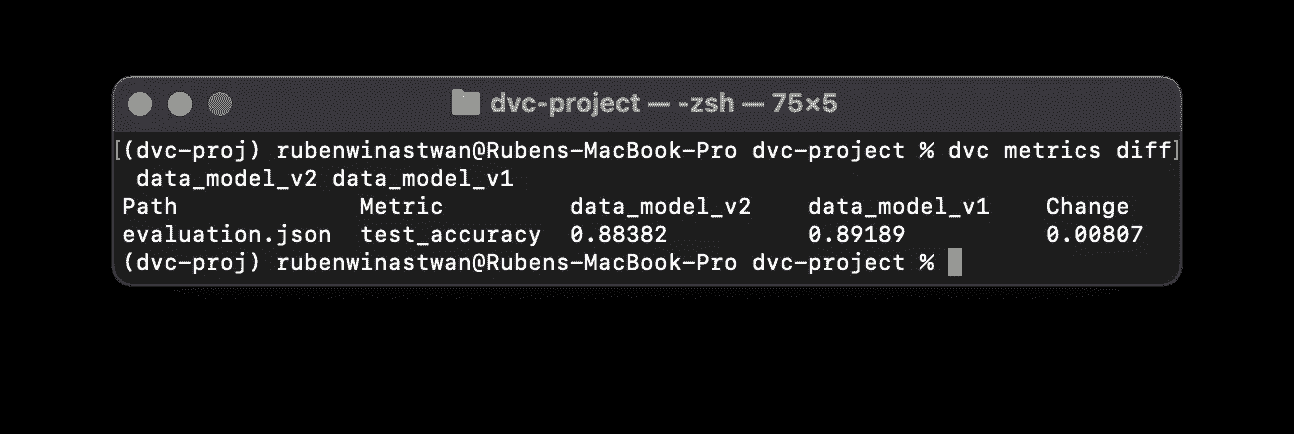 dvc-project — -zsh — 75×5
[(dvc-proj) rubenwinastwan@Rubens-MacBook-Pro dvc-project % dvc metrics diff]
data_model_v2 data_model_v1
Path Metric data_model_v2 data_model_v1 Change
evaluation.json test_accuracy 0.88382 0.89189 0.00807
(dvc-proj) rubenwinastwan@Rubens-MacBook-Pro dvc-project %